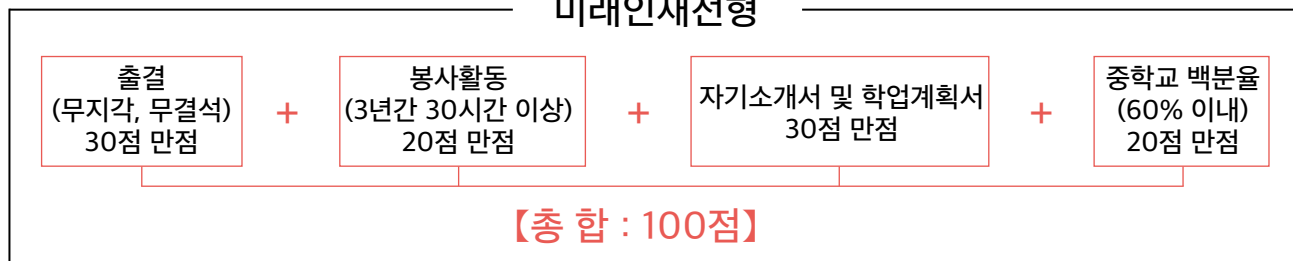 미래인재전형
출결
(무지각, 무결석)
30점 만점
+
봉사활동
(3년간 30시간 이상)
20점 만점
+
자기소개서 및 학업계획서
30점 만점
+
중학교 백분율
(60% 이내)
20점 만점
【총 합 : 100점】